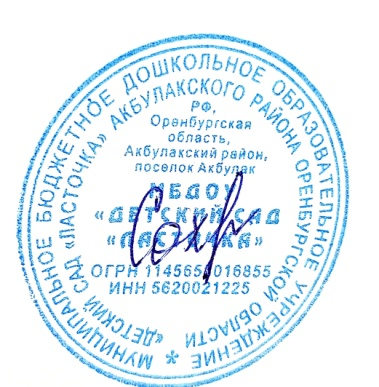 МУНИЦИПАЛЬНОЕ БЮДЖЕТНОЕ ДОШКОЛЬНОЕ ОБРАЗОВАТЕЛЬНОЕ УЧРЕЖДЕНИЕ *
«ДЕТСКИЙ САД «ЛАСТОЧКА» АКБУЛАКСКОГО РАЙОНА ОРЕНБУРГСКОЙ ОБЛАСТИ
РФ,
Оренбургская
область,
Акбулакский район,
поселок Акбулак
МБДОУ
«ДЕТСКИЙ САД
«ЛАСТОЧКА»
ОГРН 1145658016855
ИНН 5620021225